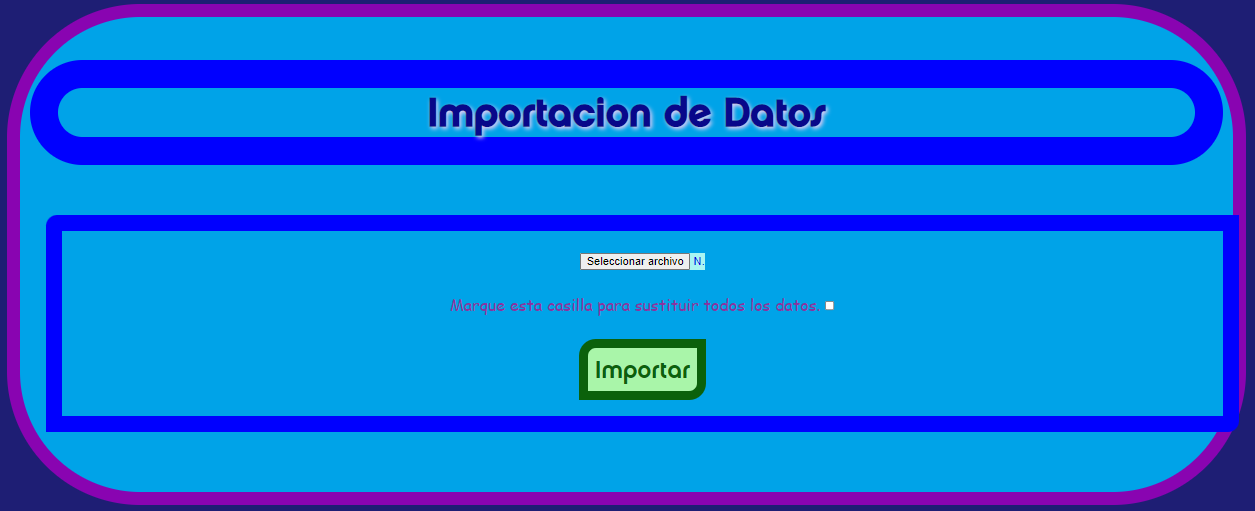 Importacion de Datos
Seleccionar archivo N.
Marque esta casilla para sustituir todos los datos.
Importar